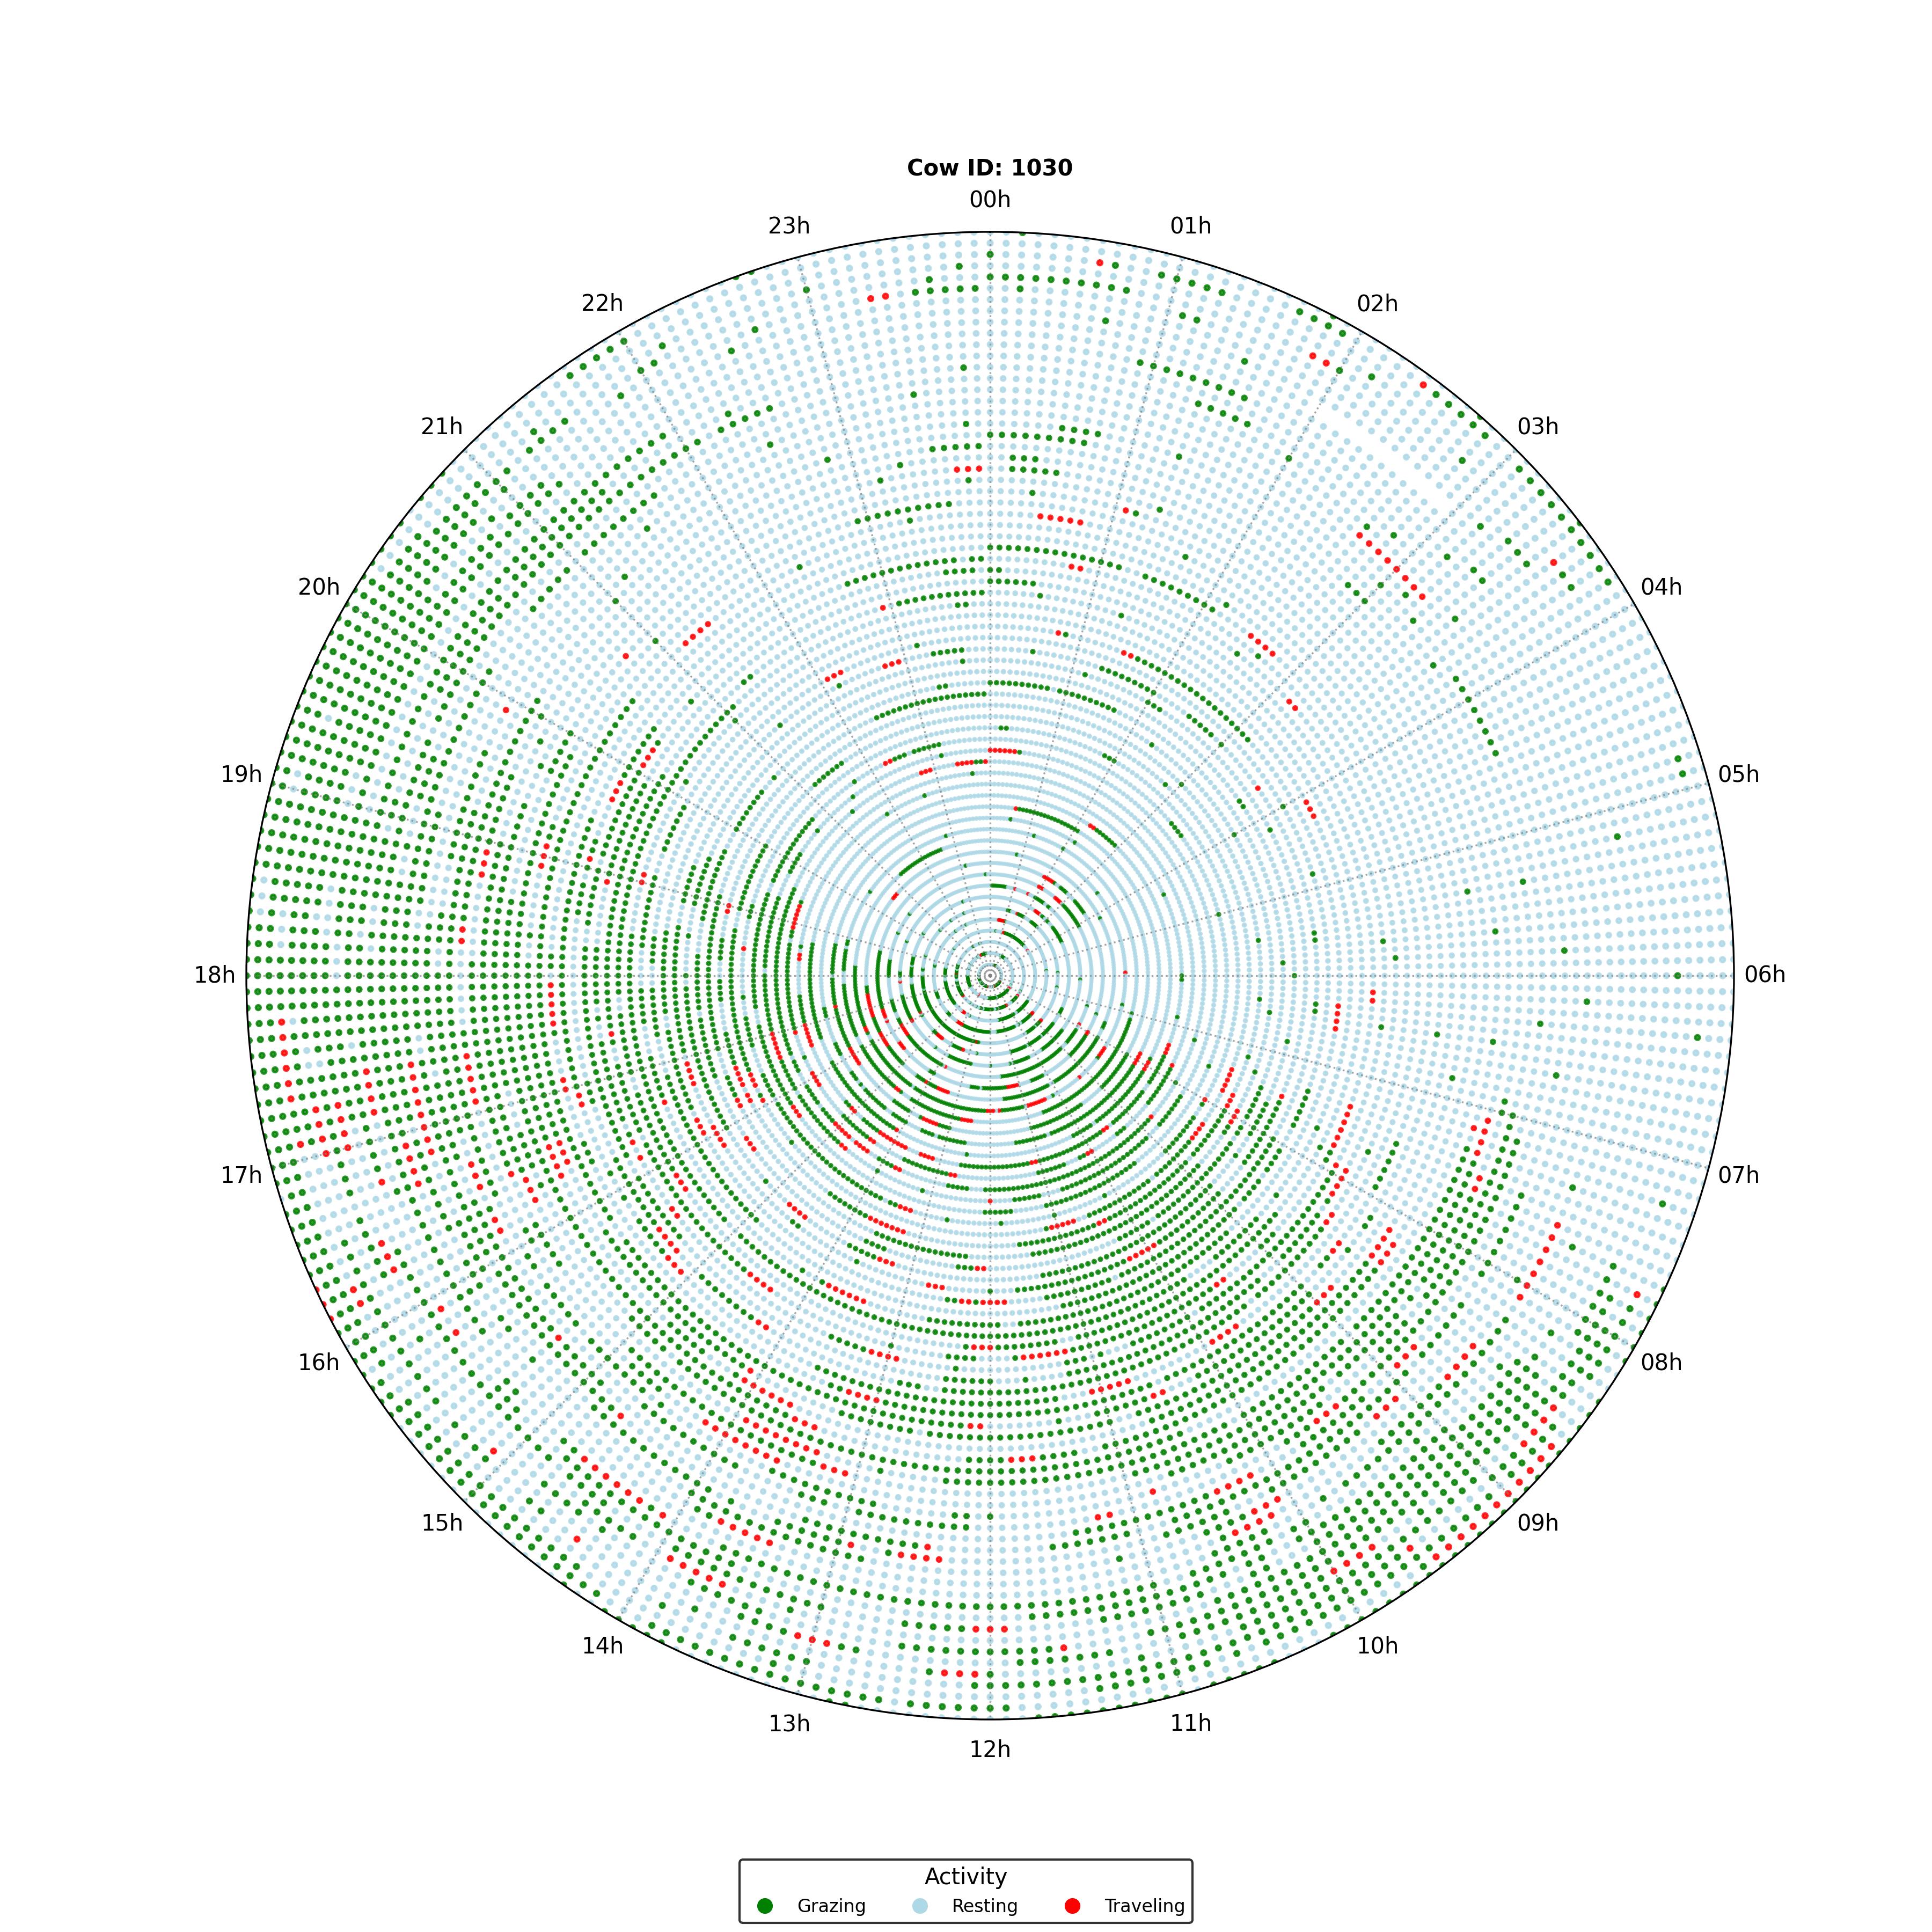 Cow ID: 1030
00h
23h
01h
22h
02h
21h
03h
20h
04h
19h
05h
18h
06h
17h
07h
16h
08h
15h
09h
14h
10h
13h
11h
12h
Activity
Grazing Resting Traveling